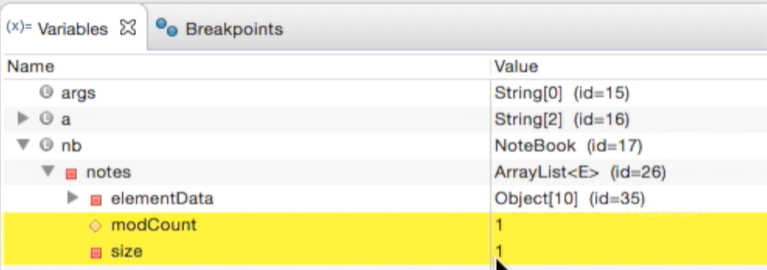 (x)= Variables Breakpoints
Name Value
args String[0] (id=15)
a String[2] (id=16)
nb NoteBook (id=17)
notes ArrayList<E> (id=26)
elementData Object[10] (id=35)
modCount 1
size 1